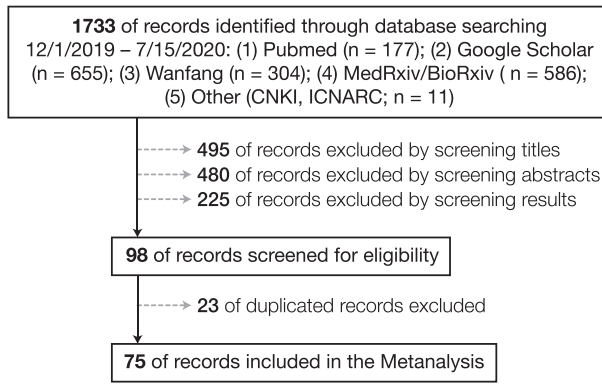 1733 of records identified through database searching
12/1/2019 – 7/15/2020: (1) Pubmed (n = 177); (2) Google Scholar
(n = 655); (3) Wanfang (n = 304); (4) MedRxiv/BioRxiv ( n = 586);
(5) Other (CNKI, ICNARC; n = 11)
495 of records excluded by screening titles
480 of records excluded by screening abstracts
225 of records excluded by screening results
98 of records screened for eligibility
23 of duplicated records excluded
75 of records included in the Metanalysis